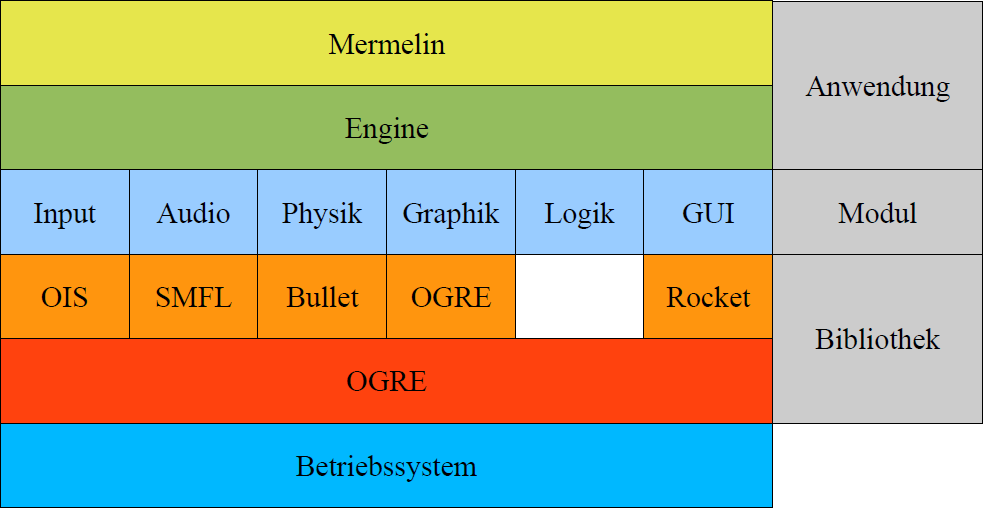 Mermelin
Anwendung
Engine
Input Audio Physik Graphik Logik GUI Modul
OIS SMFL Bullet OGRE Rocket
Bibliothek
OGRE
Betriebssystem